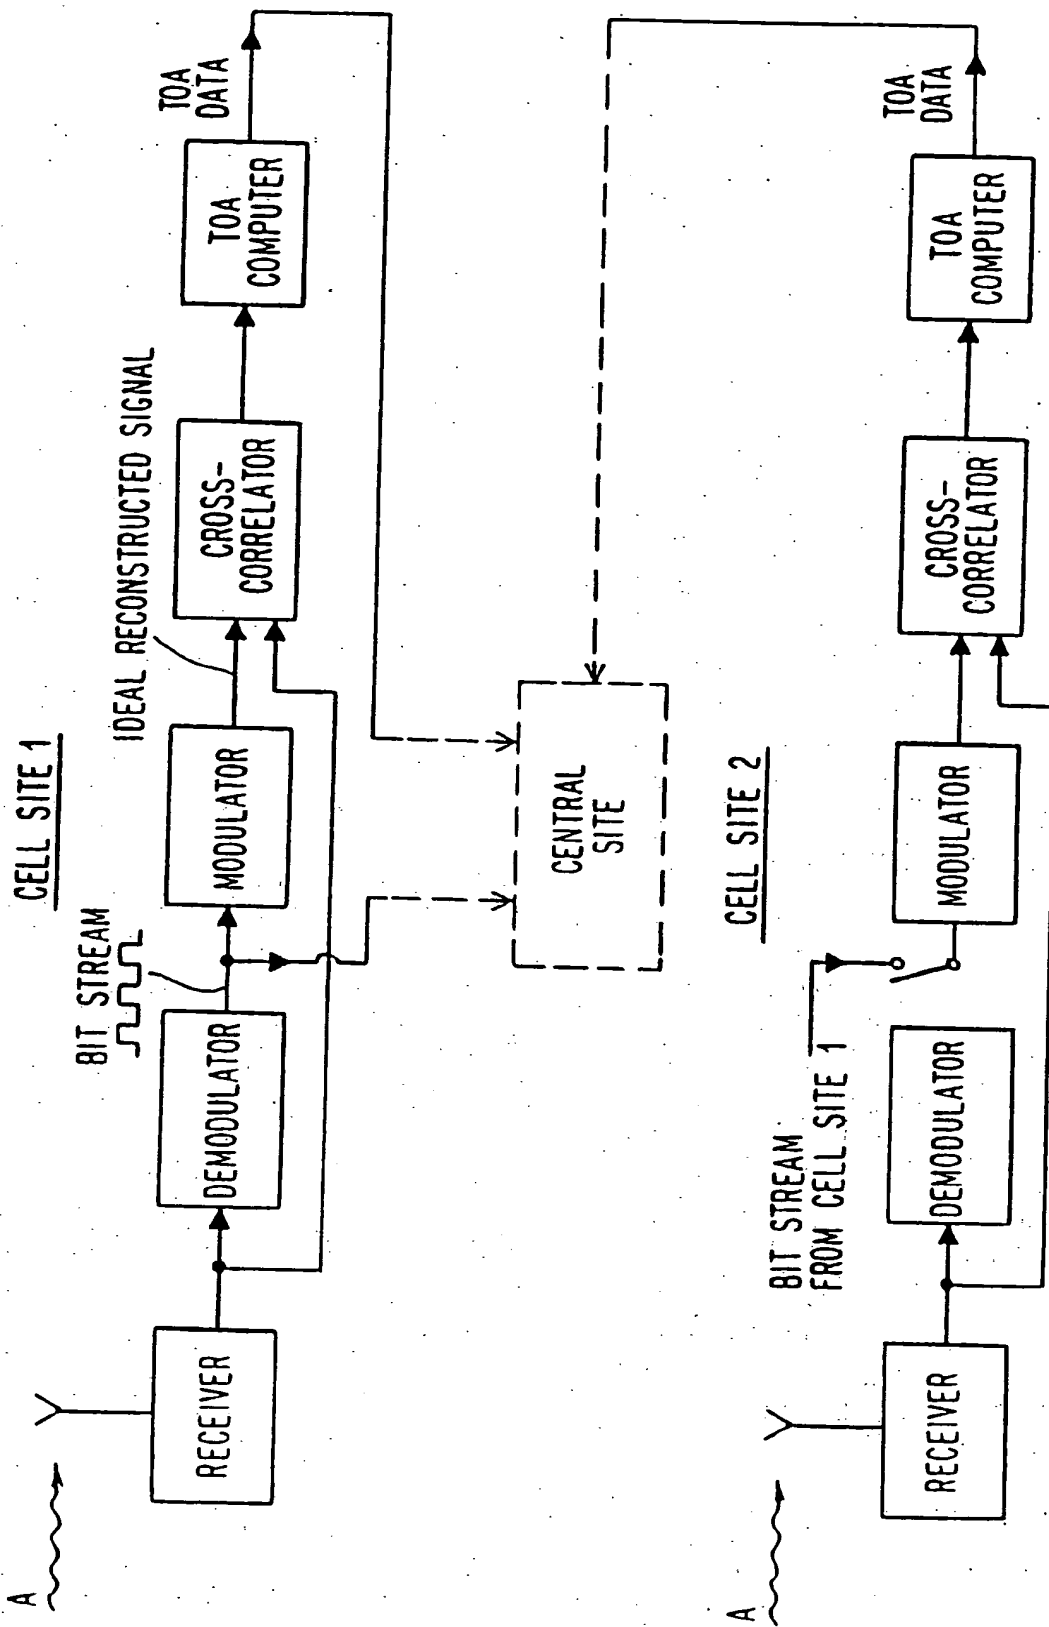 CELL SITE 1
A
RECEIVER
DEMODULATOR
BIT STREAM
MODULATOR
IDEAL RECONSTRUCTED SIGNAL
CROSS-
CORRELATOR
TOA
COMPUTER
TOA
DATA
CENTRAL
SITE
CELL SITE 2
A
RECEIVER
DEMODULATOR
BIT STREAM
FROM CELL SITE 1
MODULATOR
CROSS-
CORRELATOR
TOA
COMPUTER
TOA
DATA